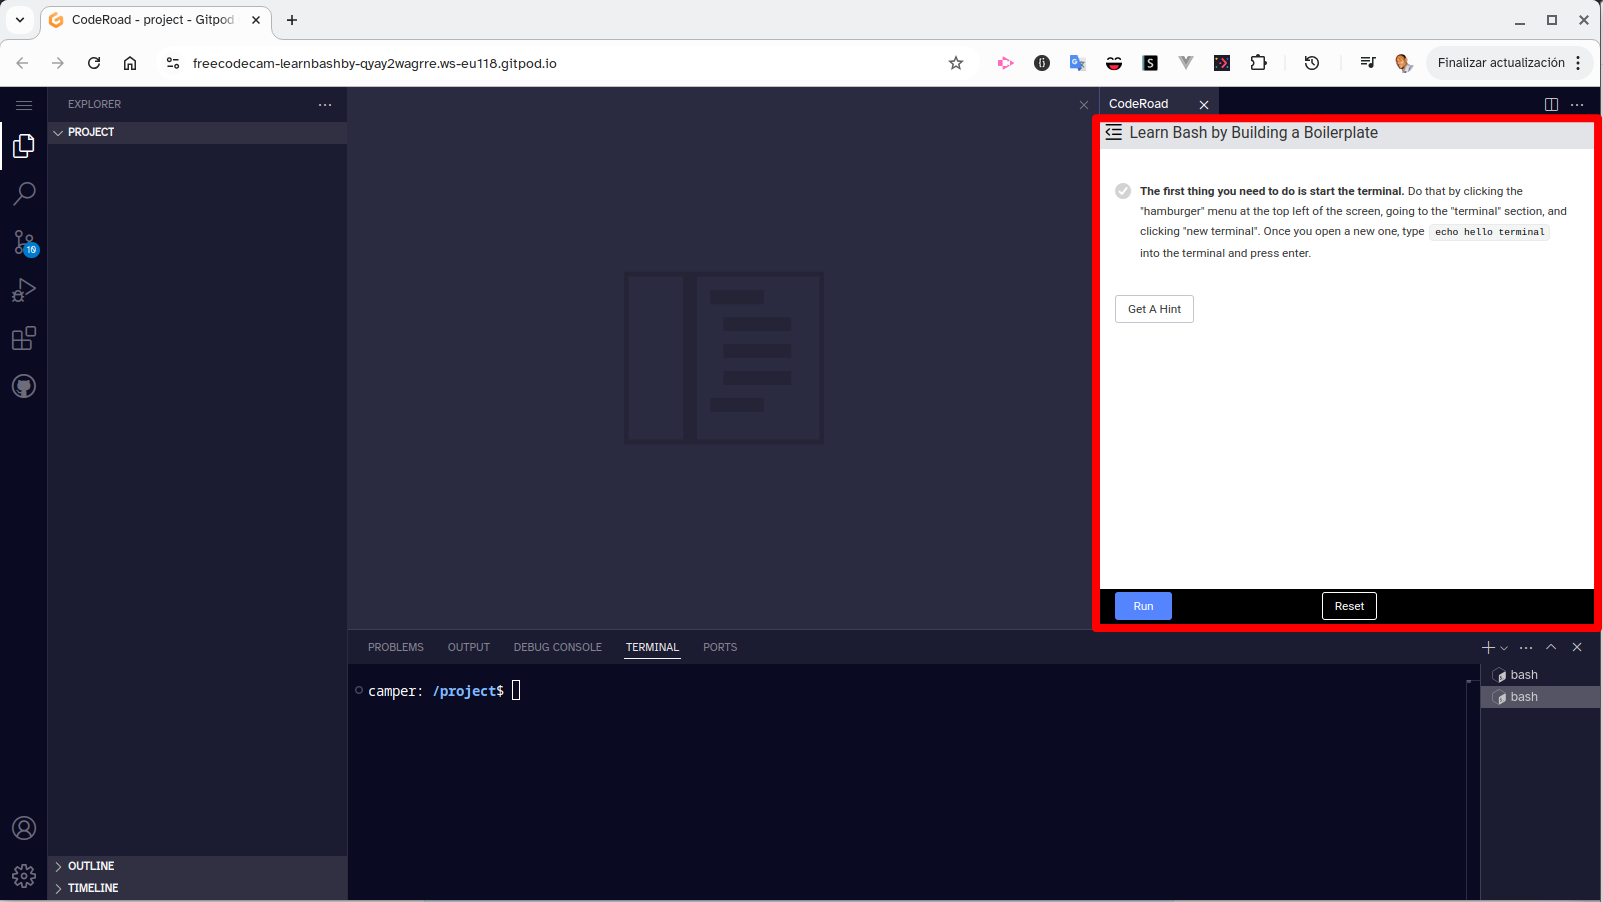 CodeRoad - project - Gitpod
freecodecam-learnbashby-qyay2wagrre.ws-eu118.gitpod.io
Finalizar actualización
EXPLORER
PROJECT
10
OUTLINE
TIMELINE
CodeRoad
Learn Bash by Building a Boilerplate
The first thing you need to do is start the terminal. Do that by clicking the
"hamburger" menu at the top left of the screen, going to the "terminal" section, and
clicking "new terminal". Once you open a new one, type echo hello terminal
into the terminal and press enter.
Get A Hint
Run
Reset
PROBLEMS
OUTPUT
DEBUG CONSOLE
TERMINAL
PORTS
camper: /project$
bash
bash